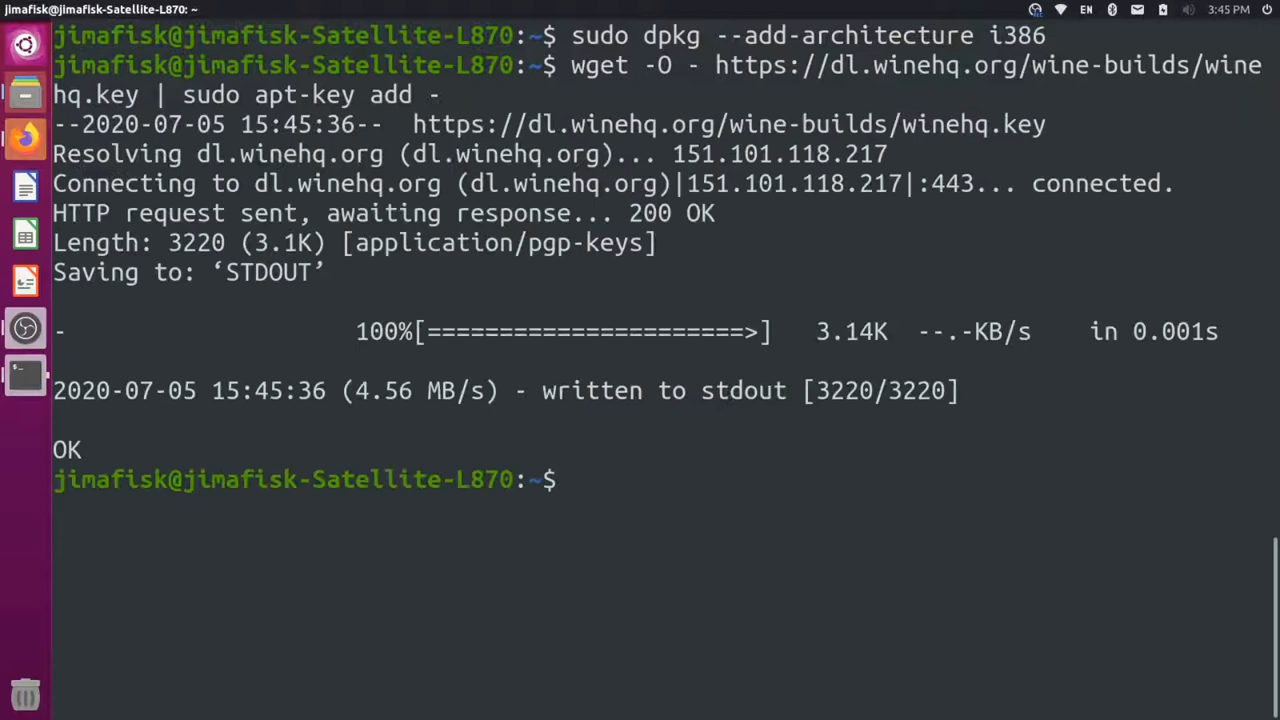 jimafisk@jimafisk-Satellite-L870: ~
EN
3:45 PM
jimafisk@jimafisk-Satellite-L870:~$ sudo dpkg --add-architecture i386
jimafisk@jimafisk-Satellite-L870:~$ wget -O - https://dl.winehq.org/wine-builds/wine
hq.key | sudo apt-key add -
--2020-07-05 15:45:36--  https://dl.winehq.org/wine-builds/winehq.key
Resolving dl.winehq.org (dl.winehq.org)... 151.101.118.217
Connecting to dl.winehq.org (dl.winehq.org)|151.101.118.217|:443... connected.
HTTP request sent, awaiting response... 200 OK
Length: 3220 (3.1K) [application/pgp-keys]
Saving to: ‘STDOUT’
-                         100%[======================>]   3.14K  --.-KB/s    in 0.001s
2020-07-05 15:45:36 (4.56 MB/s) - written to stdout [3220/3220]
OK
jimafisk@jimafisk-Satellite-L870:~$